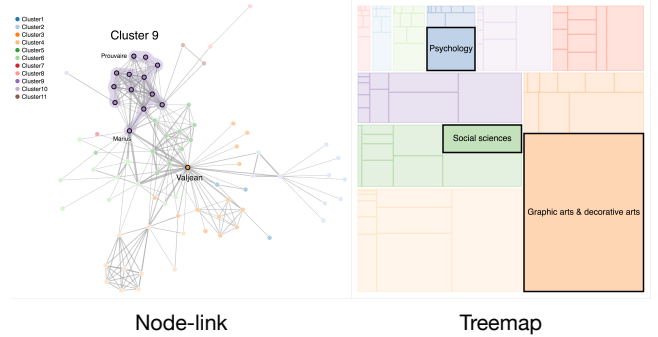 Cluster1
Cluster2
Cluster3
Cluster4
Cluster5
Cluster6
Cluster7
Cluster8
Cluster9
Cluster10
Cluster11
Cluster 9
Prouvaire
Marius
Valjean
Psychology
Social sciences
Graphic arts & decorative arts
Node-link
Treemap